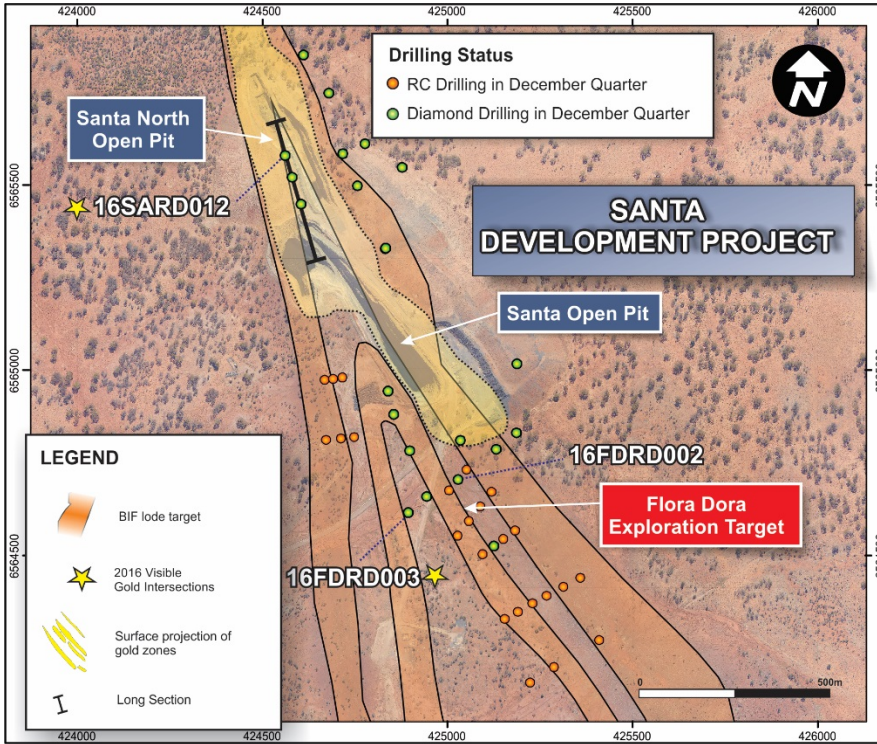 424000
424500
425000
425500
426000
Drilling Status
RC Drilling in December Quarter
Diamond Drilling in December Quarter
N
Santa North
Open Pit
6565500
16SARD012
SANTA
DEVELOPMENT PROJECT
Santa Open Pit
6565000
16FDRD002
Flora Dora
Exploration Target
6564500
16FDRD003
LEGEND
BIF lode target
2016 Visible
Gold Intersections
Surface projection of
gold zones
Long Section
0
500m
424000
424500
425000
425500
426000